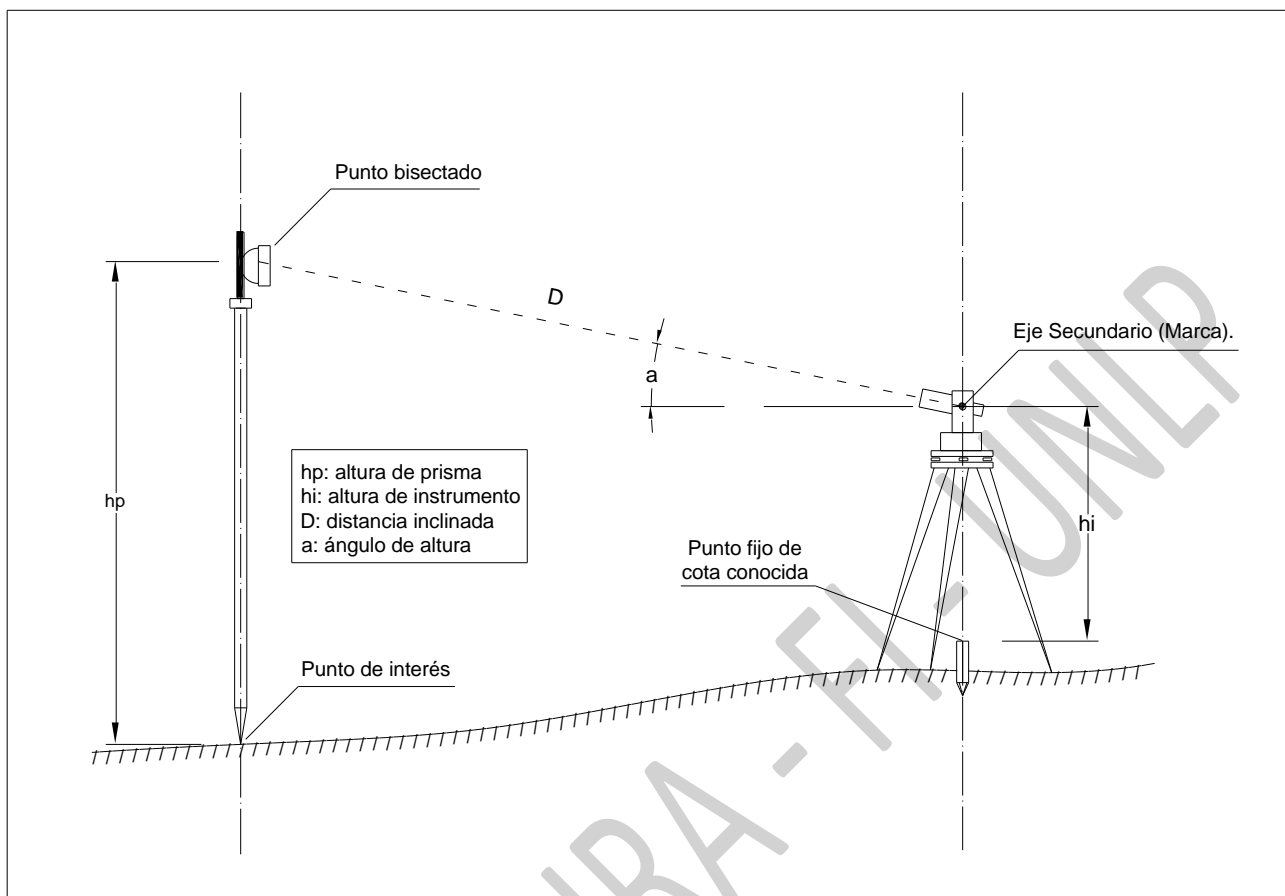 Punto bisectado
D
Eje Secundario (Marca).
a
hp: altura de prisma
hi: altura de instrumento
D: distancia inclinada
a: ángulo de altura
hp
hi
Punto fijo de
cota conocida
Punto de interés
URA - FI - UNLP